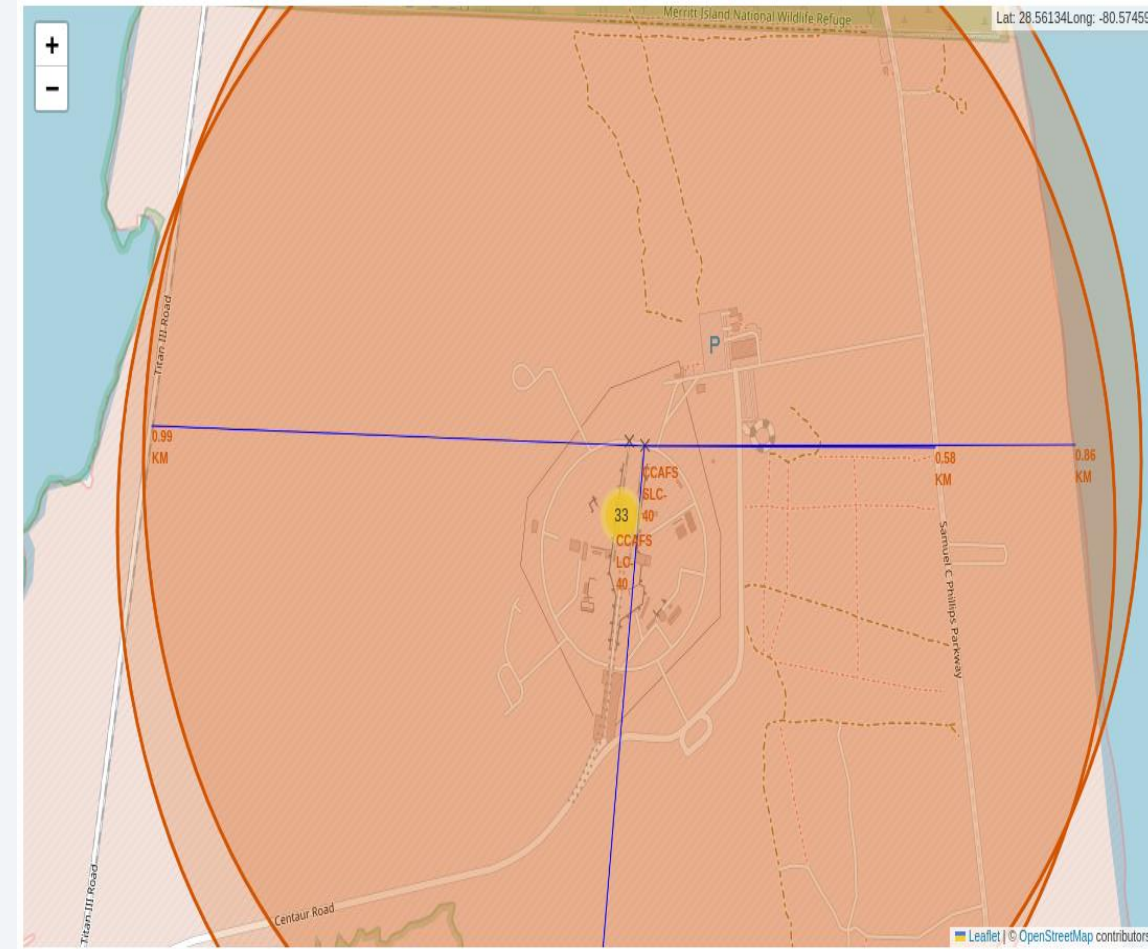 +
−
Merritt Island National Wildlife Refuge
Lat: 28.56134Long: -80.57459
Titan III Road
P
0.99
KM
0.58
KM
0.86
KM
CCAFS
SLC-
40
33
CCAFS
LC-
40
Samuel C Phillips Parkway
Titan III Road
Centaur Road
Leaflet | © OpenStreetMap contributors